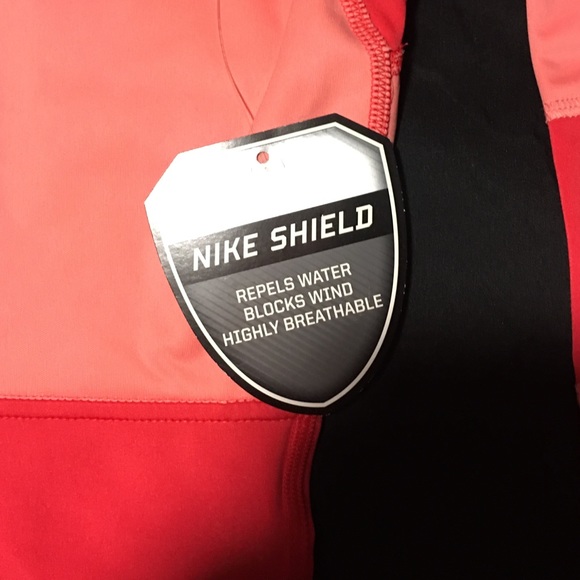 NIKE SHIELD
REPELS WATER
BLOCKS WIND
HIGHLY BREATHABLE